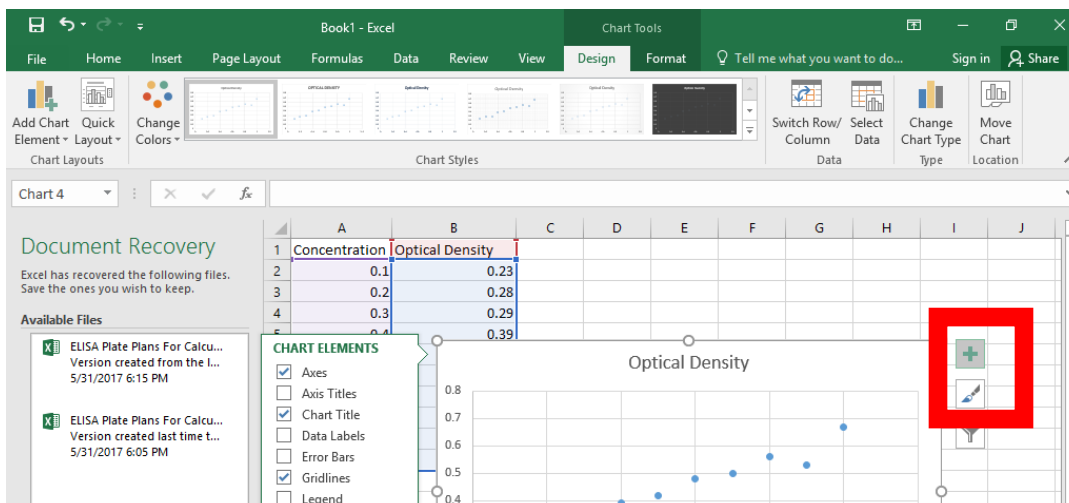 Book1 - Excel
Chart Tools
File Home Insert Page Layout Formulas Data Review View Design Format Tell me what you want to do... Sign in Share
Add Chart Element
Quick Layout
Change Colors
Switch Row/ Column
Select Data
Change Chart Type
Move Chart
Chart Layouts Chart Styles Data Type Location
Chart 4
fx
A B C D E F G H I J
Document Recovery
Excel has recovered the following files.
Save the ones you wish to keep.
Available Files
ELISA Plate Plans For Calcu...
Version created from the l...
5/31/2017 6:15 PM
ELISA Plate Plans For Calcu...
Version created last time t...
5/31/2017 6:05 PM
1 Concentration Optical Density
2 0.1 0.23
3 0.2 0.28
4 0.3 0.29
5 0.4 0.39
CHART ELEMENTS
Axes
Axis Titles
Chart Title
Data Labels
Error Bars
Gridlines
Legend
Optical Density
0.8
0.7
0.6
0.5
0.4